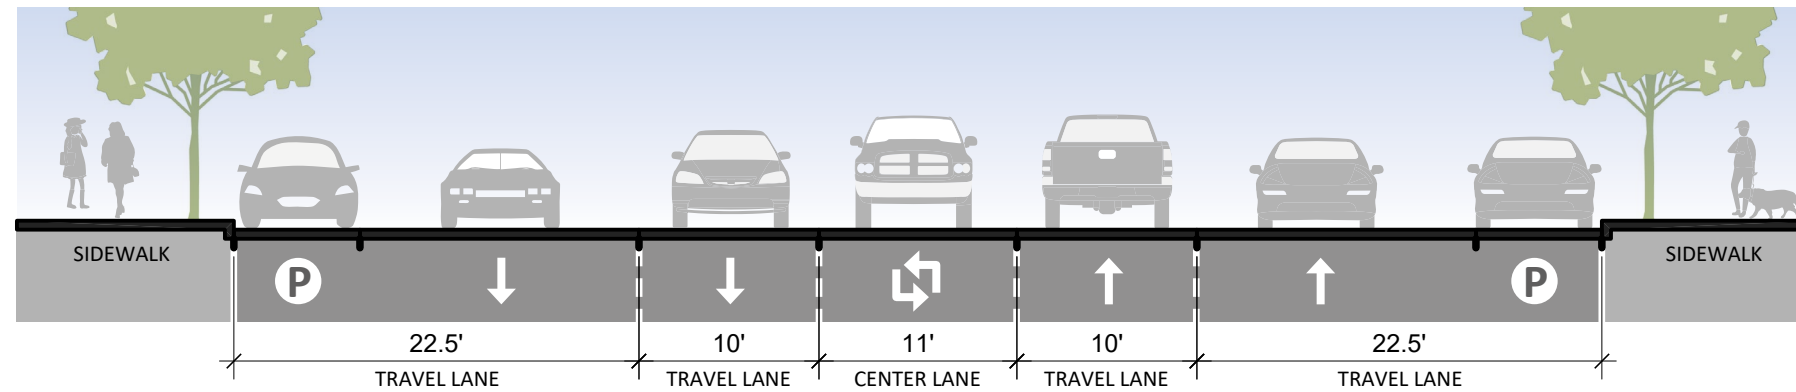 SIDEWALK
SIDEWALK
P
P
22.5'
10'
11'
10'
22.5'
TRAVEL LANE
TRAVEL LANE
CENTER LANE
TRAVEL LANE
TRAVEL LANE